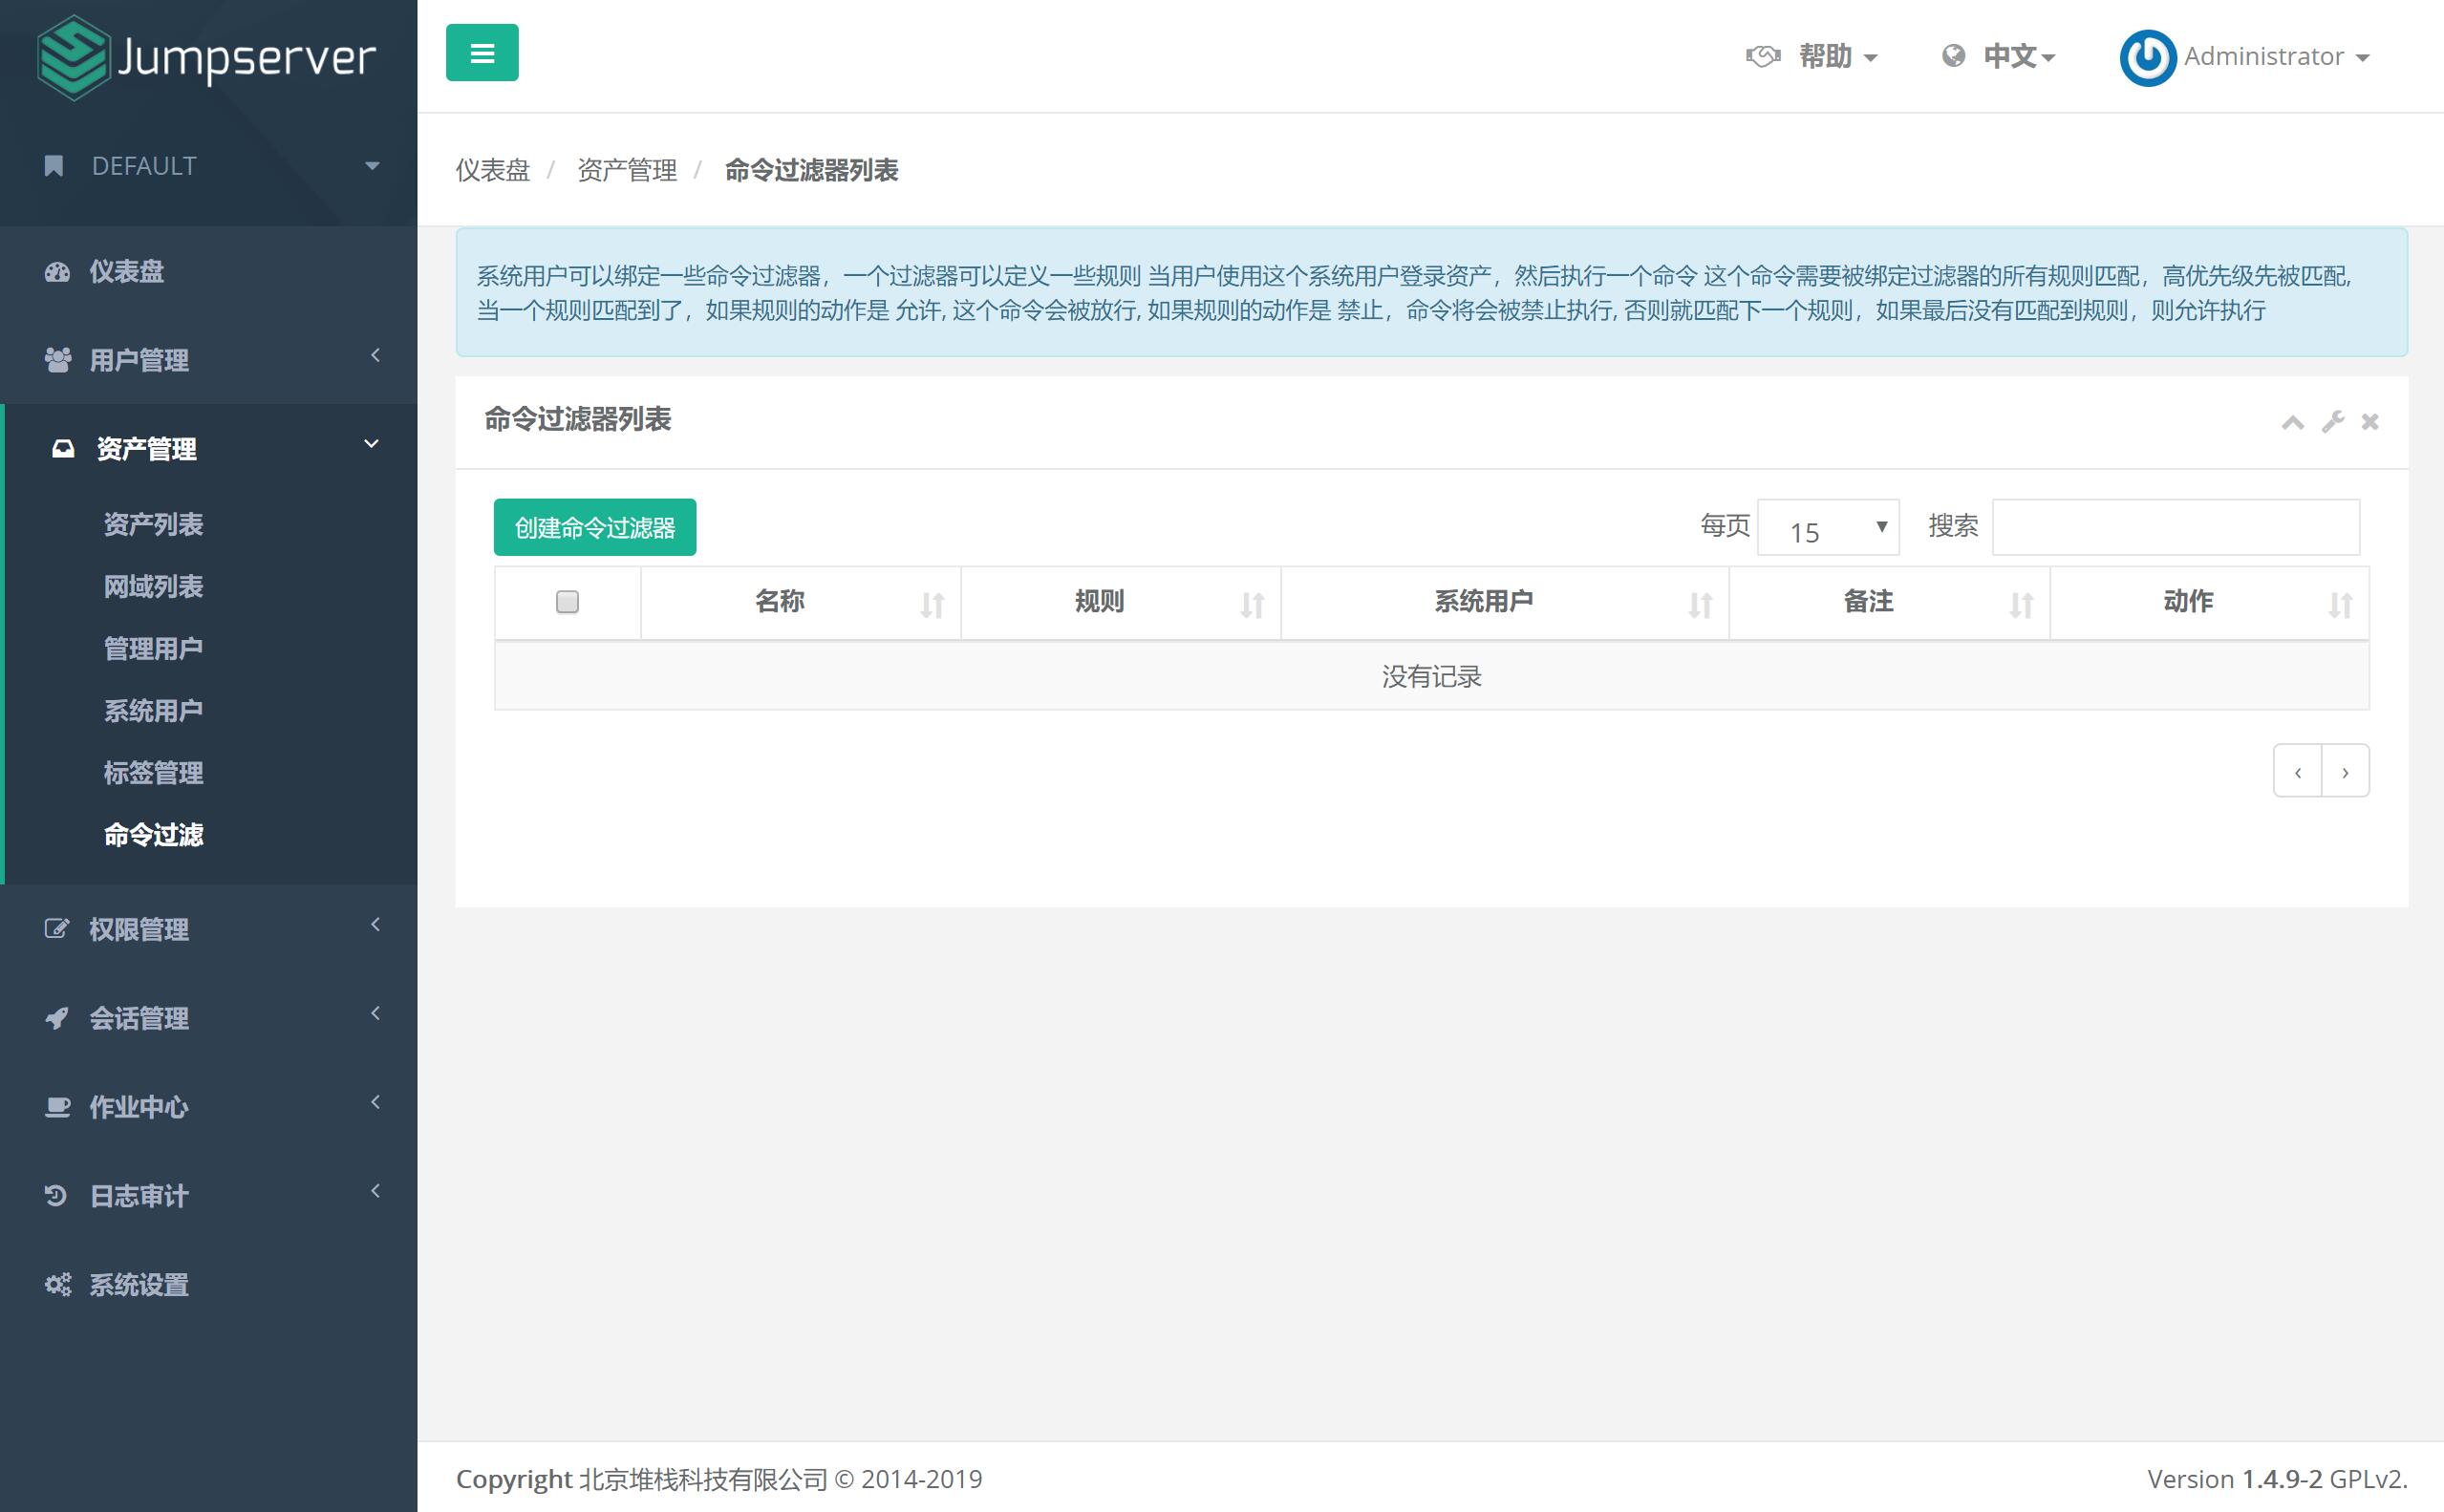 Jumpserver
DEFAULT
仪表盘
用户管理
资产管理
资产列表
网域列表
管理用户
系统用户
标签管理
命令过滤
权限管理
会话管理
作业中心
日志审计
系统设置
帮助
中文
Administrator
仪表盘 / 资产管理 / 命令过滤器列表
系统用户可以绑定一些命令过滤器，一个过滤器可以定义一些规则 当用户使用这个系统用户登录资产，然后执行一个命令 这个命令需要被绑定过滤器的所有规则匹配，高优先级先被匹配,
当一个规则匹配到了，如果规则的动作是 允许, 这个命令会被放行, 如果规则的动作是 禁止，命令将会被禁止执行, 否则就匹配下一个规则，如果最后没有匹配到规则，则允许执行
命令过滤器列表
创建命令过滤器
每页 15 搜索
名称 规则 系统用户 备注 动作
没有记录
‹ ›
Copyright 北京堆栈科技有限公司 © 2014-2019
Version 1.4.9-2 GPLv2.